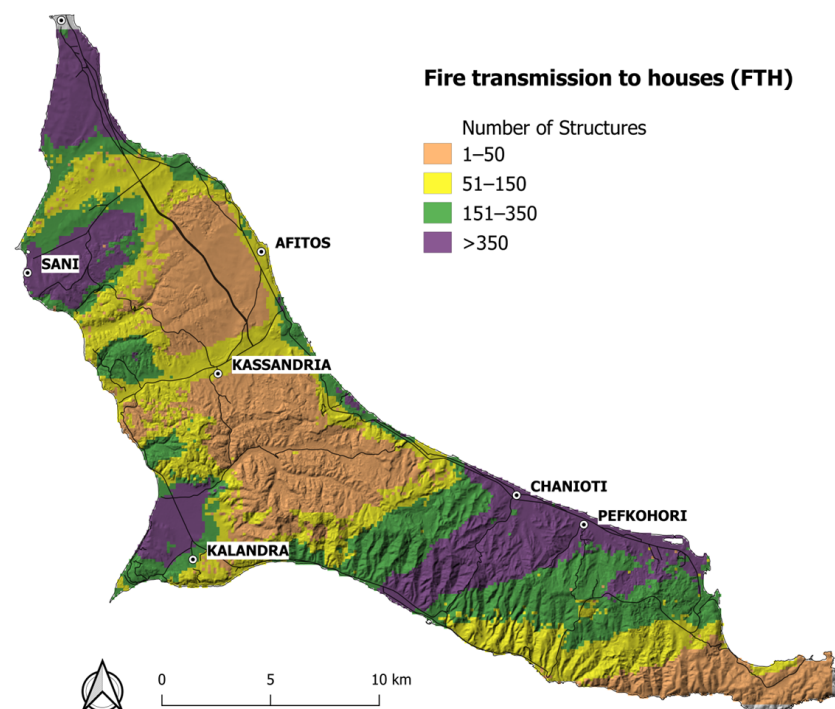 Fire transmission to houses (FTH)
Number of Structures
1–50
51–150
151–350
>350
AFITOS
SANI
KASSANDRIA
CHANIOTI
PEFKOHORI
KALANDRA
0 5 10 km